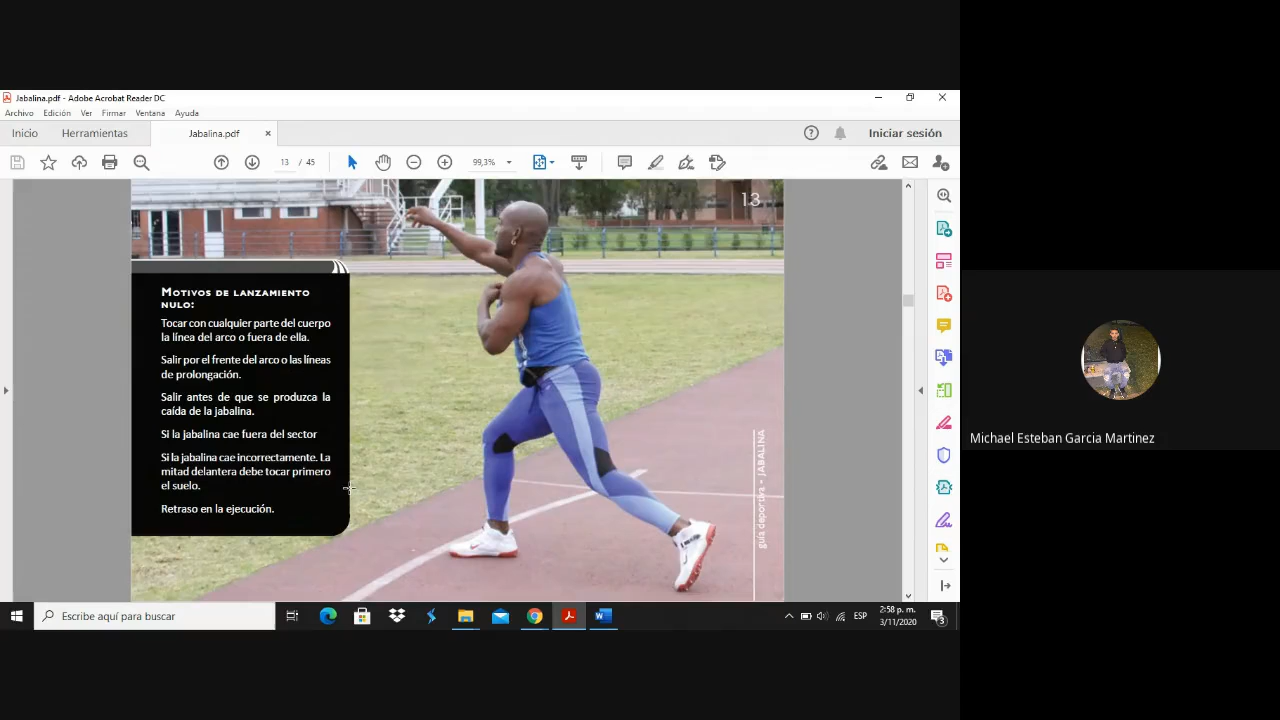 Jabalina.pdf - Adobe Acrobat Reader DC
Archivo Edición Ver Firmar Ventana Ayuda
Inicio Herramientas Jabalina.pdf × Iniciar sesión
13 / 45 99,3%
13
MOTIVOS DE LANZAMIENTO
NULO:
Tocar con cualquier parte del cuerpo
la línea del arco o fuera de ella.
Salir por el frente del arco o las líneas
de prolongación.
Salir antes de que se produzca la
caída de la jabalina.
Si la jabalina cae fuera del sector
Si la jabalina cae incorrectamente. La
mitad delantera debe tocar primero
el suelo.
Retraso en la ejecución.
guía deportiva • JABALINA
Michael Esteban Garcia Martinez
Escribe aquí para buscar
ESP
2:58 p. m.
3/11/2020
3